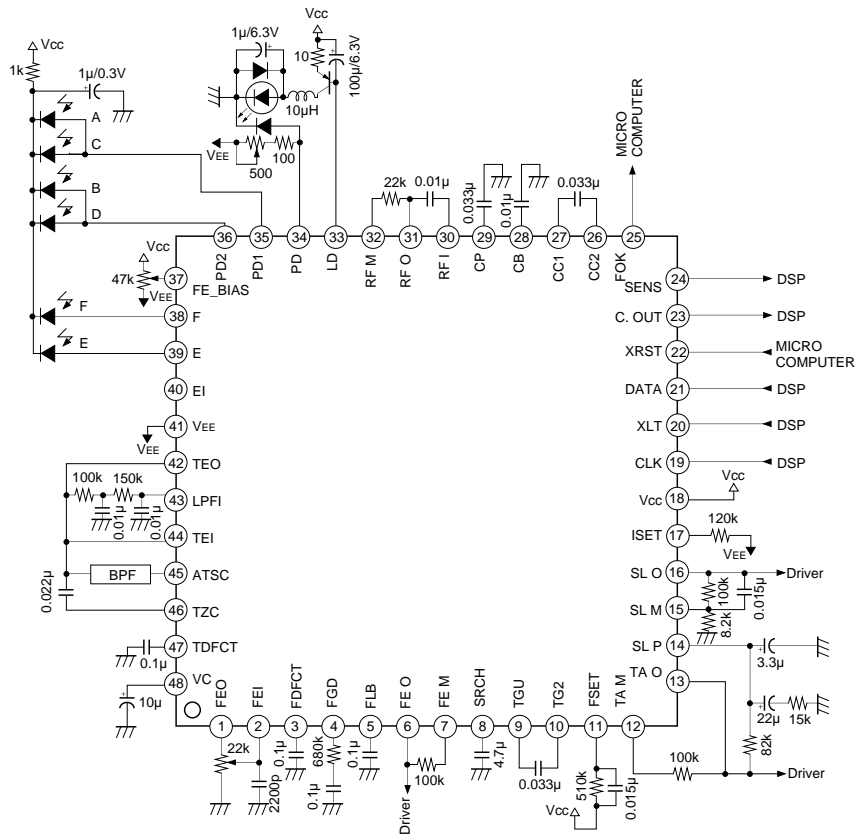 Vcc
1k
1µ/0.3V
A
C
B
D
1µ/6.3V
Vcc
10
100µ/6.3V
10µH
VEE
500
100
22k
0.01µ
0.033µ
0.01µ
0.033µ
MICRO
COMPUTER
36
35
34
33
32
31
30
29
28
27
26
25
PD2
PD1
PD
LD
RF M
RF O
RF I
CP
CB
CC1
CC2
FOK
Vcc
47k
VEE
37
FE_BIAS
F
38
F
E
39
E
40
EI
41
VEE
VEE
42
TEO
100k
150k
43
LPFI
0.01µ
0.01µ
44
TEI
BPF
45
ATSC
0.022µ
46
TZC
47
TDFCT
0.1µ
48
VC
10µ
SENS
24
DSP
C. OUT
23
DSP
XRST
22
MICRO
COMPUTER
DATA
21
DSP
XLT
20
DSP
CLK
19
DSP
Vcc
18
Vcc
ISET
17
120k
VEE
SL O
16
Driver
100k
0.015µ
SL M
15
8.2k
SL P
14
3.3µ
TA O
13
22µ
15k
82k
FEO
FEI
FDFCT
FGD
FLB
FE O
FE M
SRCH
TGU
TG2
FSET
TA M
1
2
3
4
5
6
7
8
9
10
11
12
22k
2200p
0.1µ
680k
0.1µ
0.1µ
100k
Driver
4.7µ
0.033µ
510k
0.015µ
Vcc
100k
Driver